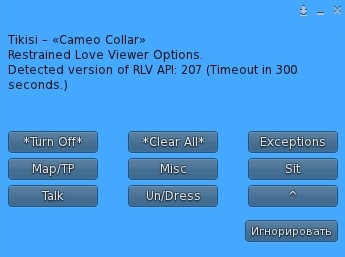 Tikisi – «Cameo Collar»
Restrained Love Viewer Options.
Detected version of RLV API: 207 (Timeout in 300
seconds.)
*Turn Off* *Clear All* Exceptions
Map/TP Misc Sit
Talk Un/Dress ^
Игнорировать